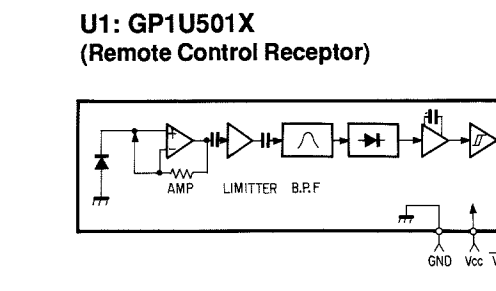 U1: GP1U501X
(Remote Control Receptor)
+
−
AMP LIMITTER B.P.F
GND Vcc